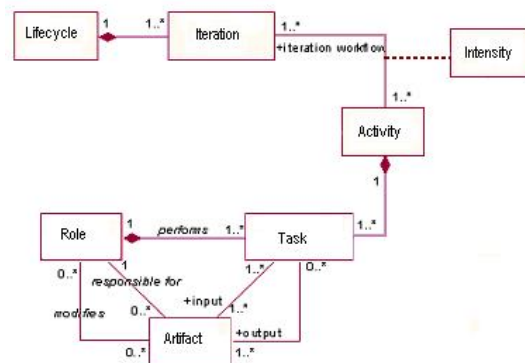 1
1..*
1..*
Lifecycle
Iteration
Intensity
+iteration workflow
1..*
Activity
1
1
1..*
1..*
performs
Role
Task
0..*
1
1..*
0..*
responsible for
modifies
+input
0..*
1..*
Artifact
+output
0..*
1..*